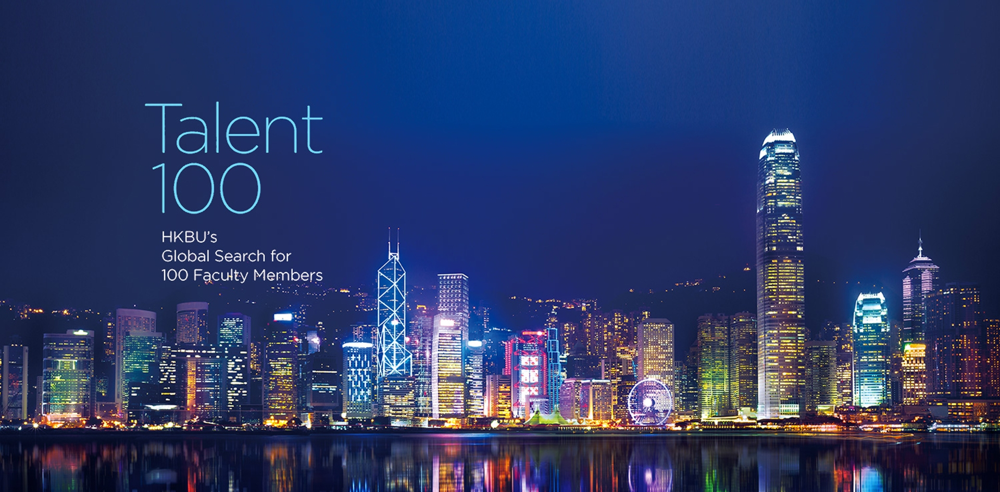 Talent
100
HKBU's
Global Search for
100 Faculty Members